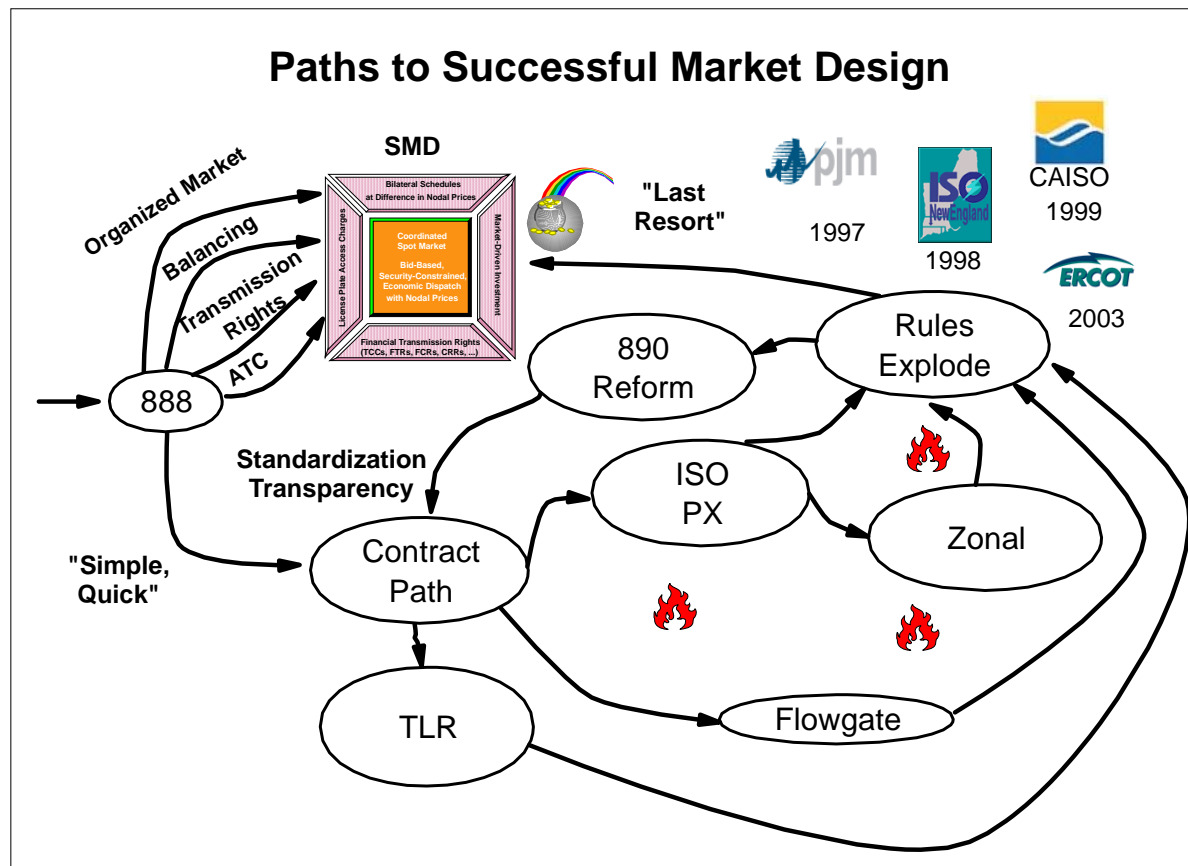 Paths to Successful Market Design
SMD
Organized Market
Balancing
Transmission
Rights
ATC
888
Bilateral Schedules
at Difference in Nodal Prices
License Plate Access Charges
Coordinated
Spot Market
Bid-Based,
Security-Constrained,
Economic Dispatch
with Nodal Prices
Market-Driven Investment
Financial Transmission Rights
(TCCs, FTRs, FCRs, CRRs, ...)
"Last
Resort"
pjm
1997
ISO
NewEngland
1998
CAISO
1999
ERCOT
2003
Rules
Explode
890
Reform
Standardization
Transparency
ISO
PX
Zonal
"Simple,
Quick"
Contract
Path
TLR
Flowgate